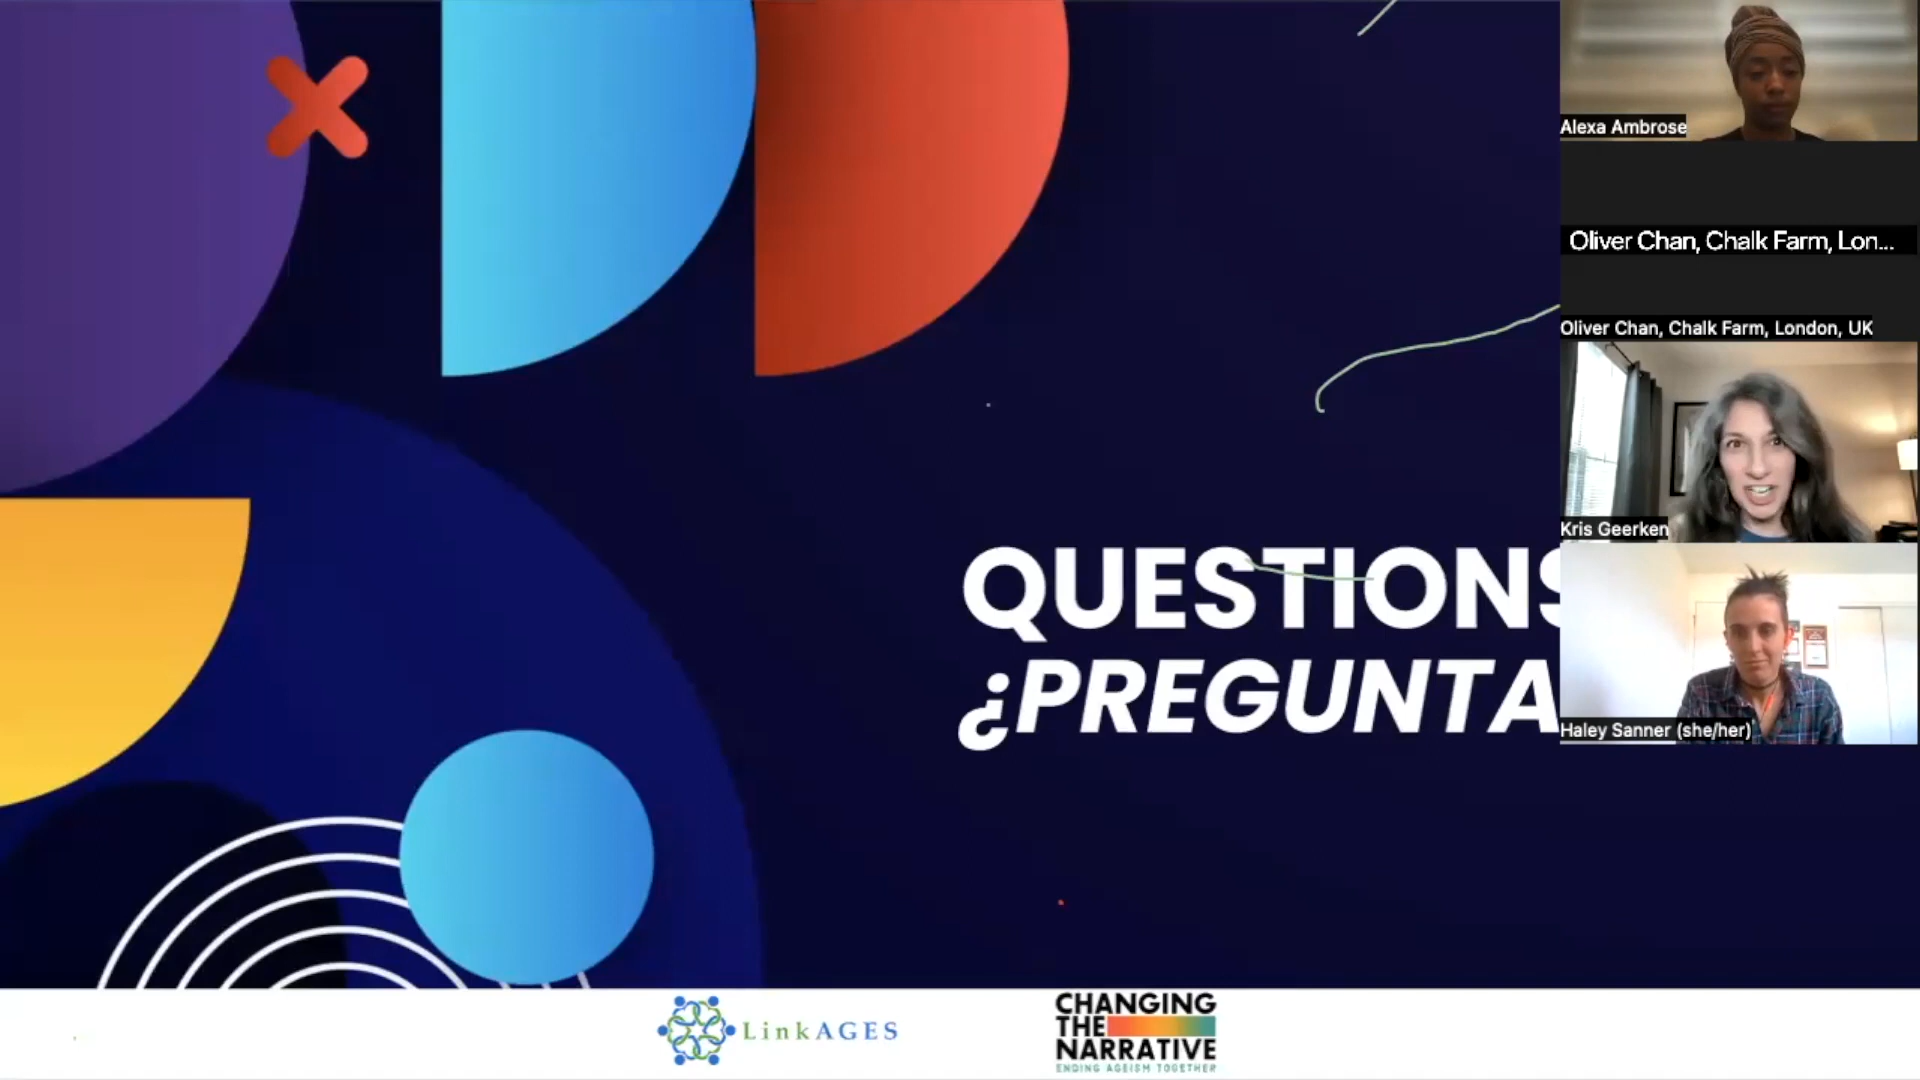 QUESTIONS
¿PREGUNTA
LinkAGES
CHANGING
THE
NARRATIVE
ENDING AGEISM TOGETHER
Alexa Ambrose
Oliver Chan, Chalk Farm, Lon...
Oliver Chan, Chalk Farm, London, UK
Kris Geerken
Haley Sanner (she/her)